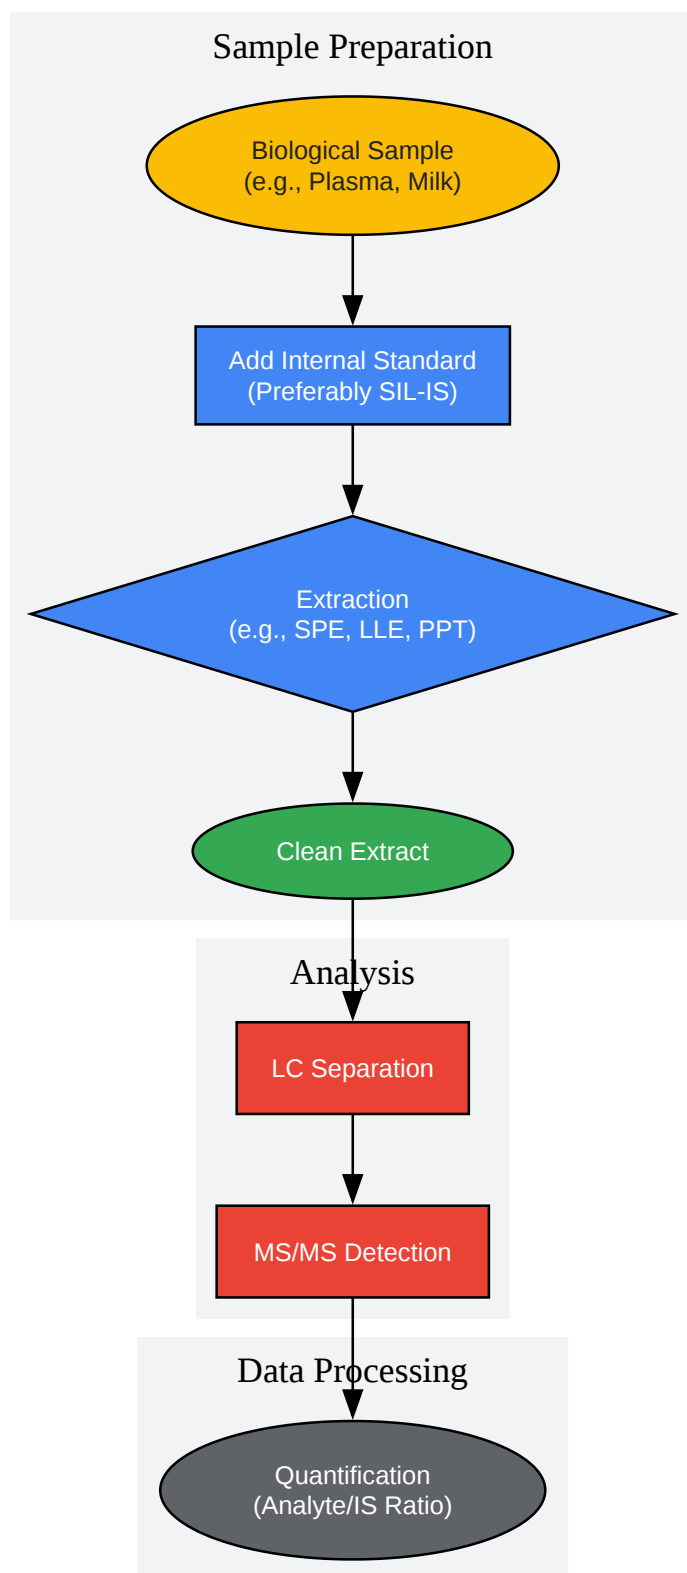 Sample Preparation
Biological Sample
(e.g., Plasma, Milk)
Add Internal Standard
(Preferably SIL-IS)
Extraction
(e.g., SPE, LLE, PPT)
Clean Extract
Analysis
LC Separation
MS/MS Detection
Data Processing
Quantification
(Analyte/IS Ratio)